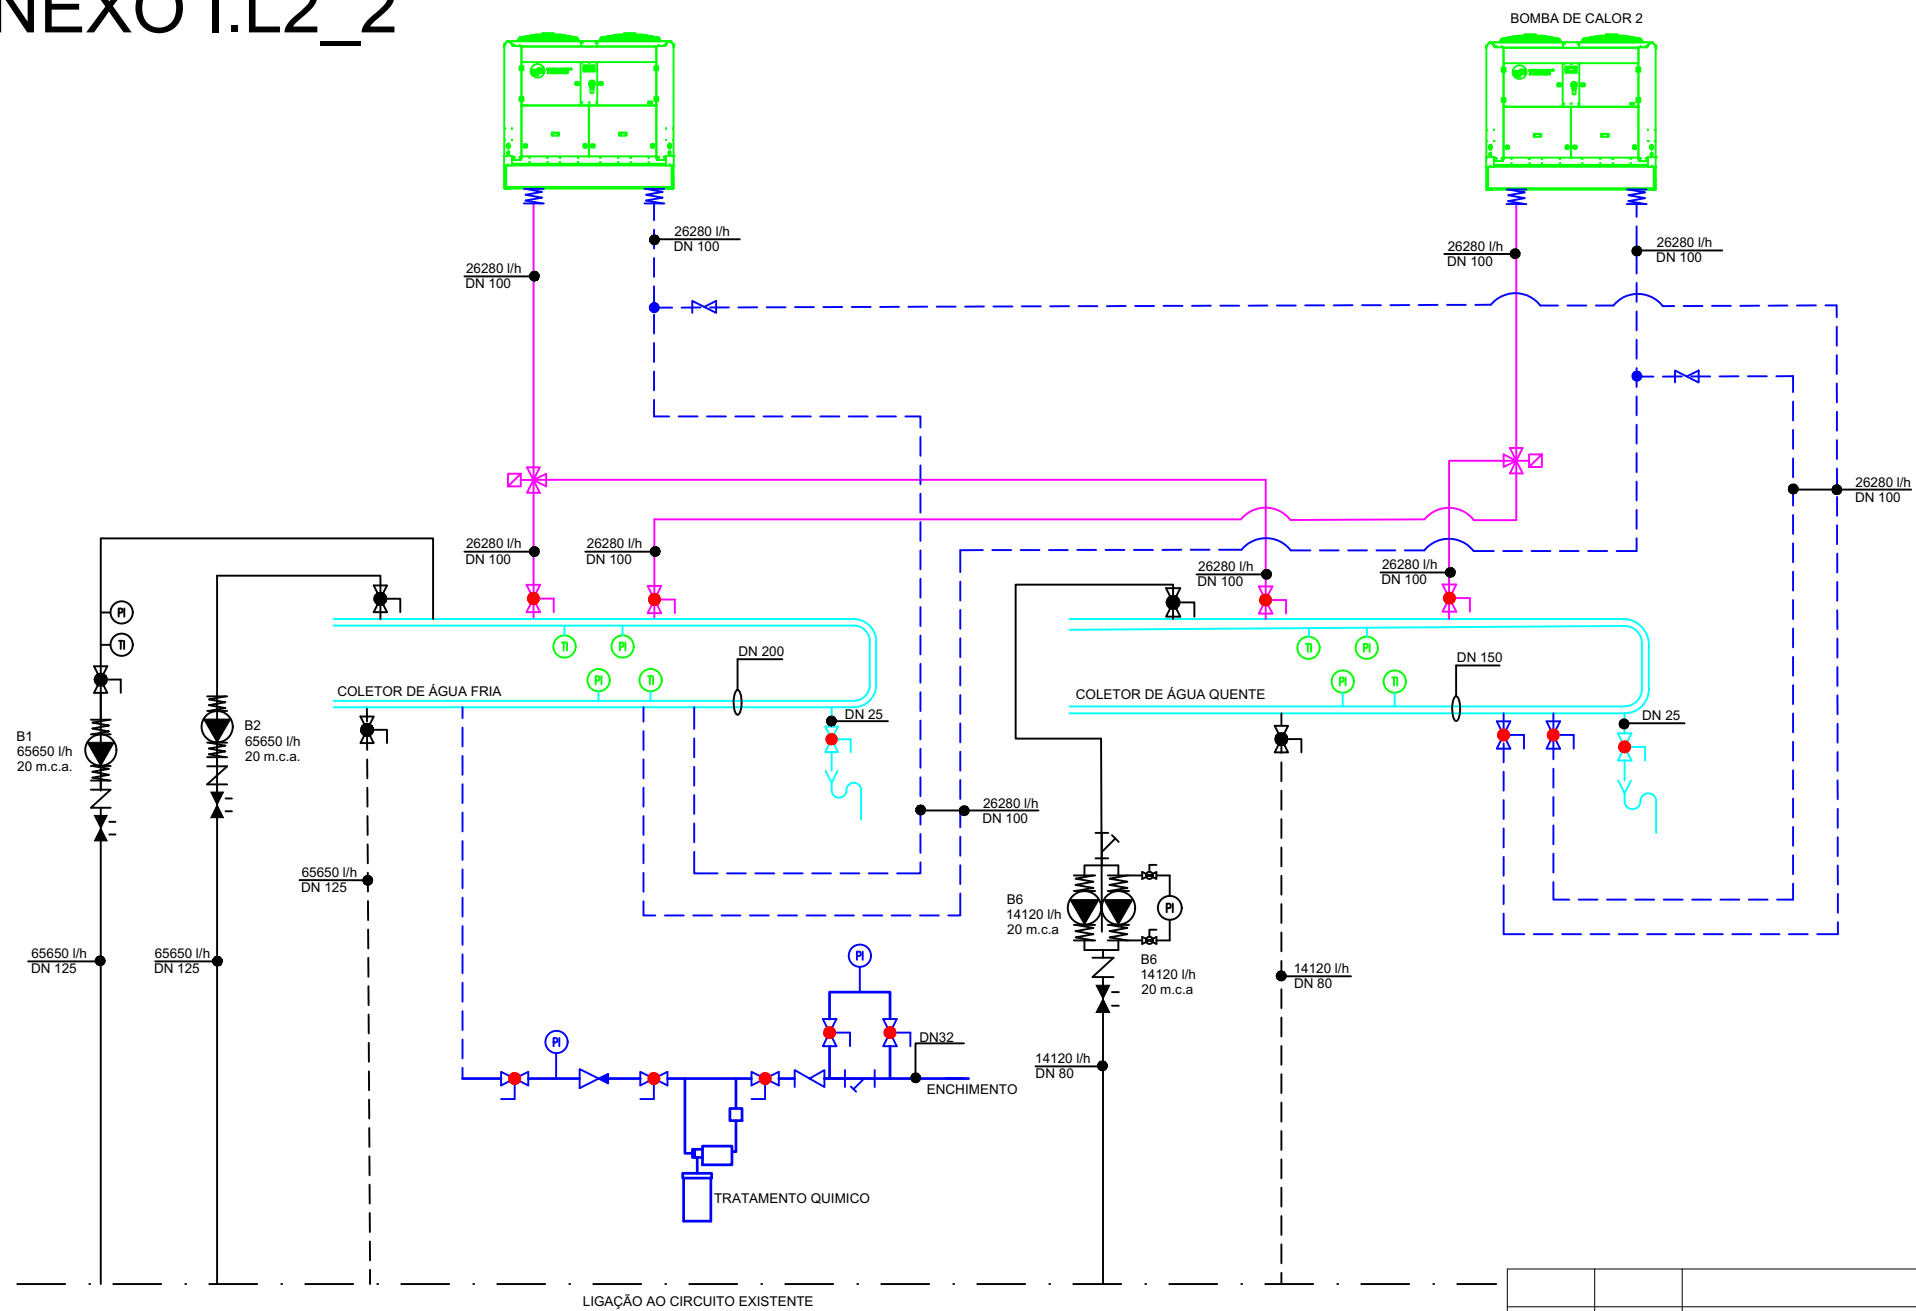 NEXO I.L2_2
BOMBA DE CALOR 2
26280 l/h
DN 100
26280 l/h
DN 100
26280 l/h
DN 100
26280 l/h
DN 100
26280 l/h
DN 100
26280 l/h
DN 100
26280 l/h
DN 100
26280 l/h
DN 100
26280 l/h
DN 100
PI
TI
TI
PI
PI
TI
DN 200
COLETOR DE ÁGUA FRIA
TI
PI
PI
TI
DN 150
COLETOR DE ÁGUA QUENTE
DN 25
DN 25
B1
65650 l/h
20 m.c.a.
B2
65650 l/h
20 m.c.a.
26280 l/h
DN 100
65650 l/h
DN 125
B6
14120 l/h
20 m.c.a
PI
B6
14120 l/h
20 m.c.a
65650 l/h
DN 125
65650 l/h
DN 125
14120 l/h
DN 80
PI
PI
DN32
ENCHIMENTO
14120 l/h
DN 80
TRATAMENTO QUIMICO
LIGAÇÃO AO CIRCUITO EXISTENTE